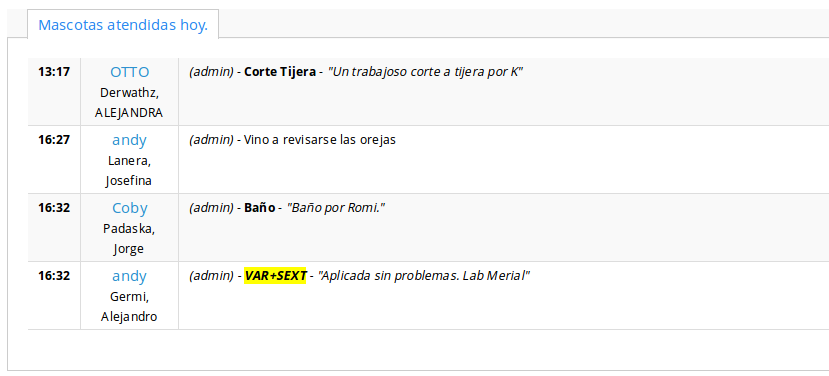 Mascotas atendidas hoy.
13:17 OTTO (admin) - Corte Tijera - "Un trabajoso corte a tijera por K"
Derwathz,
ALEJANDRA
16:27 andy (admin) - Vino a revisarse las orejas
Lanera,
Josefina
16:32 Coby (admin) - Baño - "Baño por Romi."
Padaska,
Jorge
16:32 andy (admin) - VAR+SEXT - "Aplicada sin problemas. Lab Merial"
Germi,
Alejandro